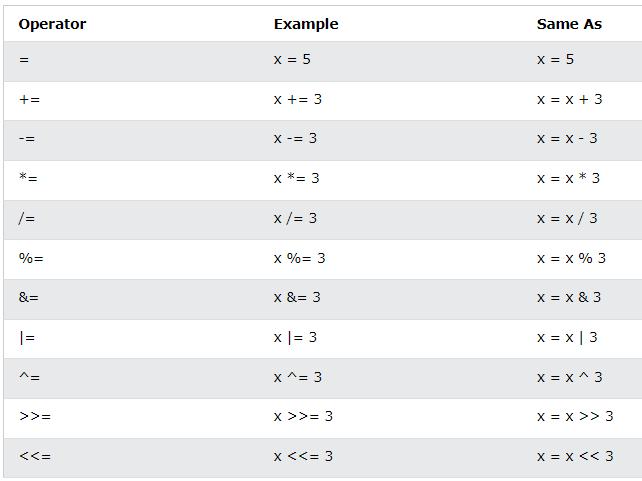 Operator Example Same As
= x = 5 x = 5
+= x += 3 x = x + 3
-= x -= 3 x = x - 3
*= x *= 3 x = x * 3
/= x /= 3 x = x / 3
%= x %= 3 x = x % 3
&= x &= 3 x = x & 3
|= x |= 3 x = x | 3
^= x ^= 3 x = x ^ 3
>>= x >>= 3 x = x >> 3
<<= x <<= 3 x = x << 3